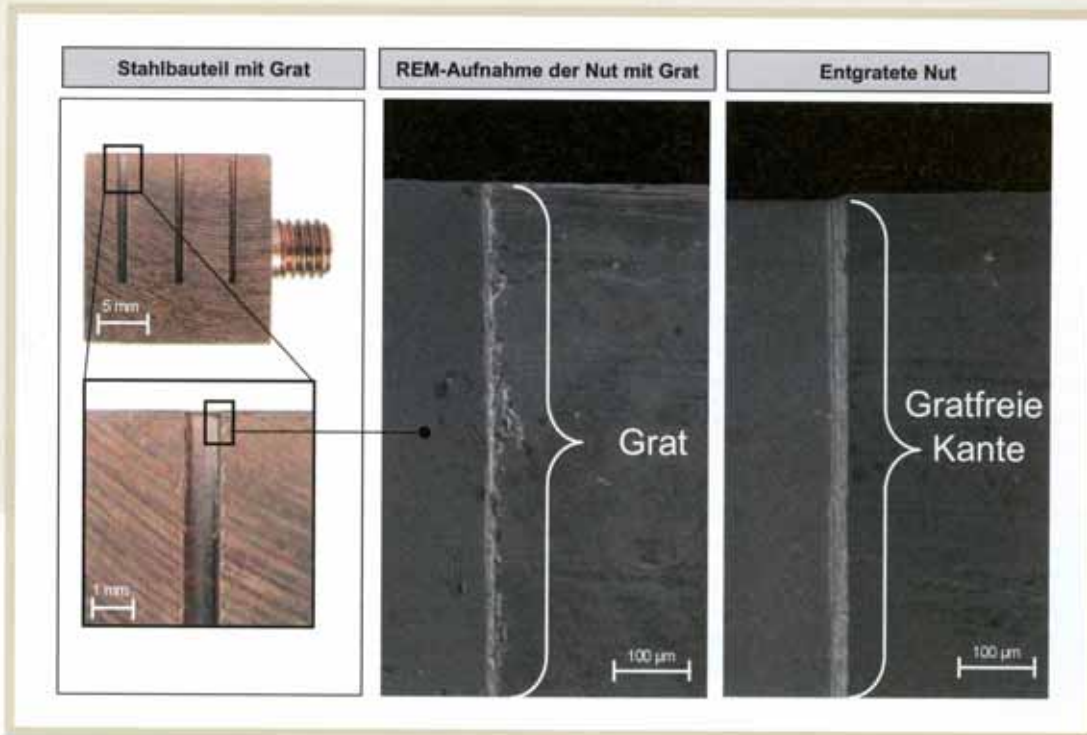 Stahlbauteil mit Grat
REM-Aufnahme der Nut mit Grat
Entgratete Nut
5 mm
1 mm
Grat
100 µm
Gratfreie
Kante
100 µm